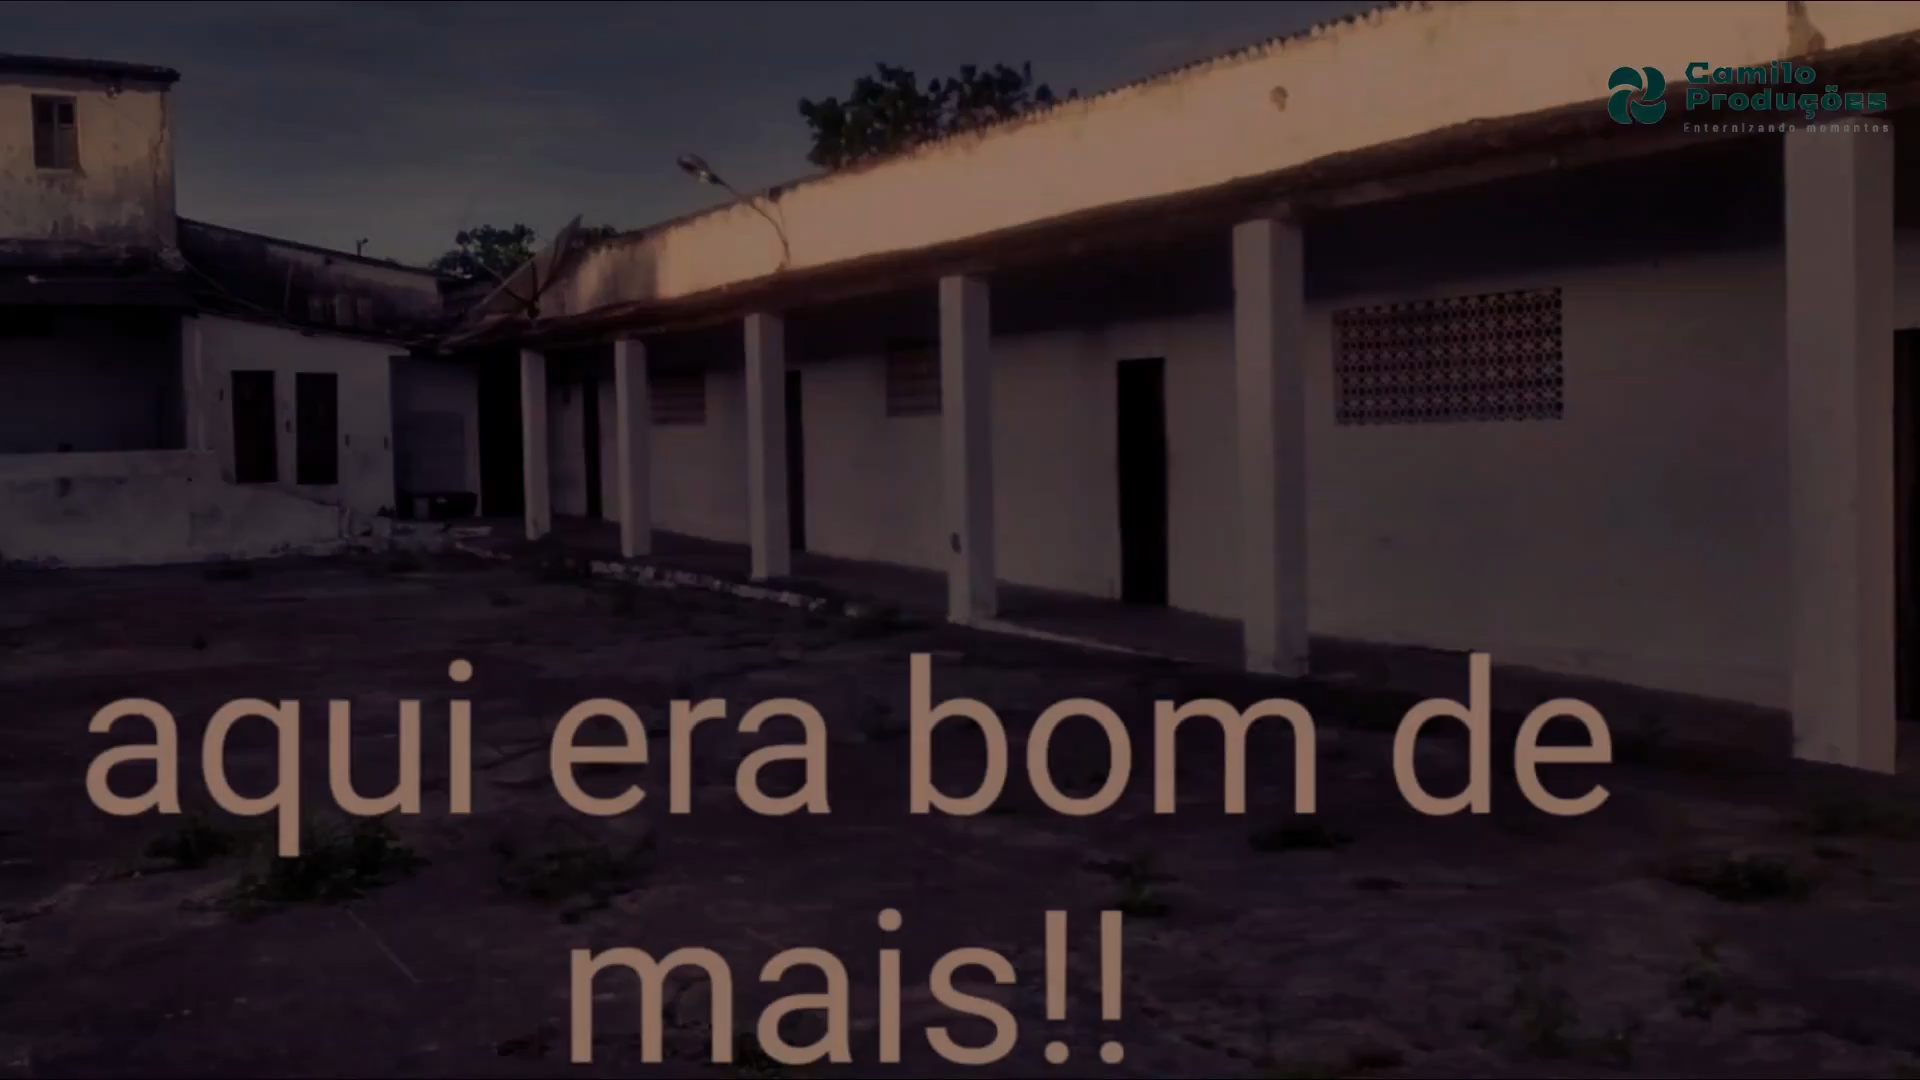 Camilo
Produções
Enternizando momentos
aqui era bom de
mais!!